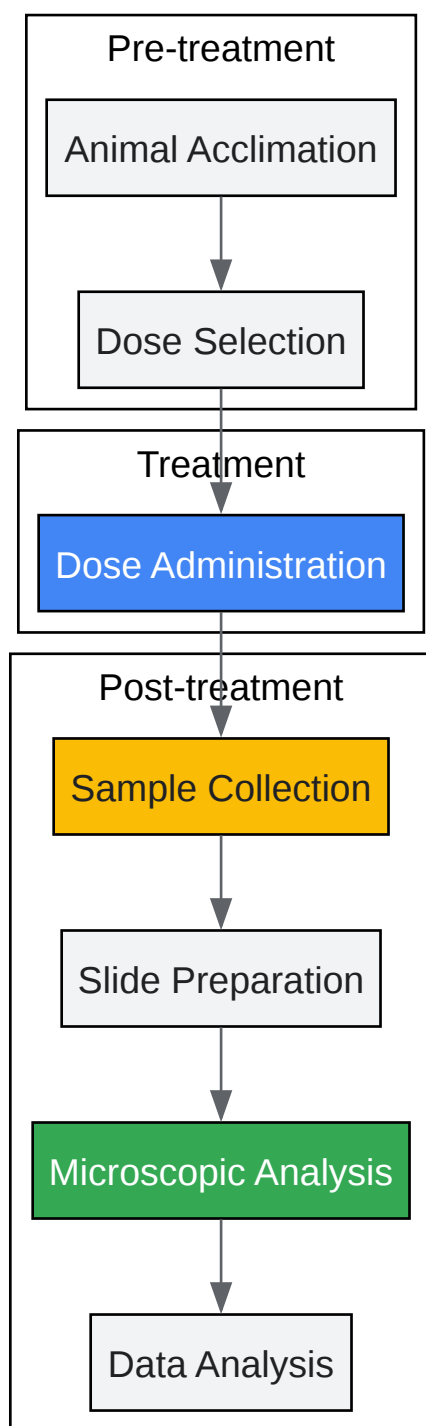 Pre-treatment
Animal Acclimation
Dose Selection
Treatment
Dose Administration
Post-treatment
Sample Collection
Slide Preparation
Microscopic Analysis
Data Analysis